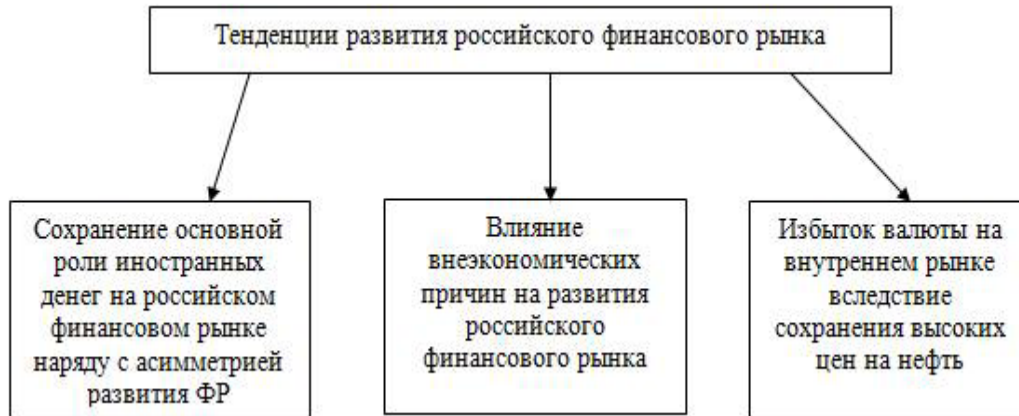 Тенденции развития российского финансового рынка
Сохранение основной
роли иностранных
денег на российском
финансовом рынке
наряду с асимметрией
развития ФР
Влияние
внеэкономических
причин на развития
российского
финансового рынка
Избыток валюты на
внутреннем рынке
вследствие
сохранения высоких
цен на нефть